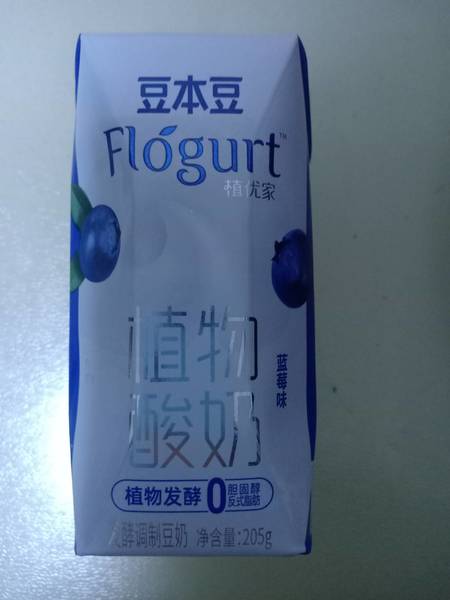 豆本豆
Flógurt™
植优家
植物
酸奶
蓝莓味
植物发酵 0 胆固醇
反式脂肪
发酵调制豆奶 净含量:205g